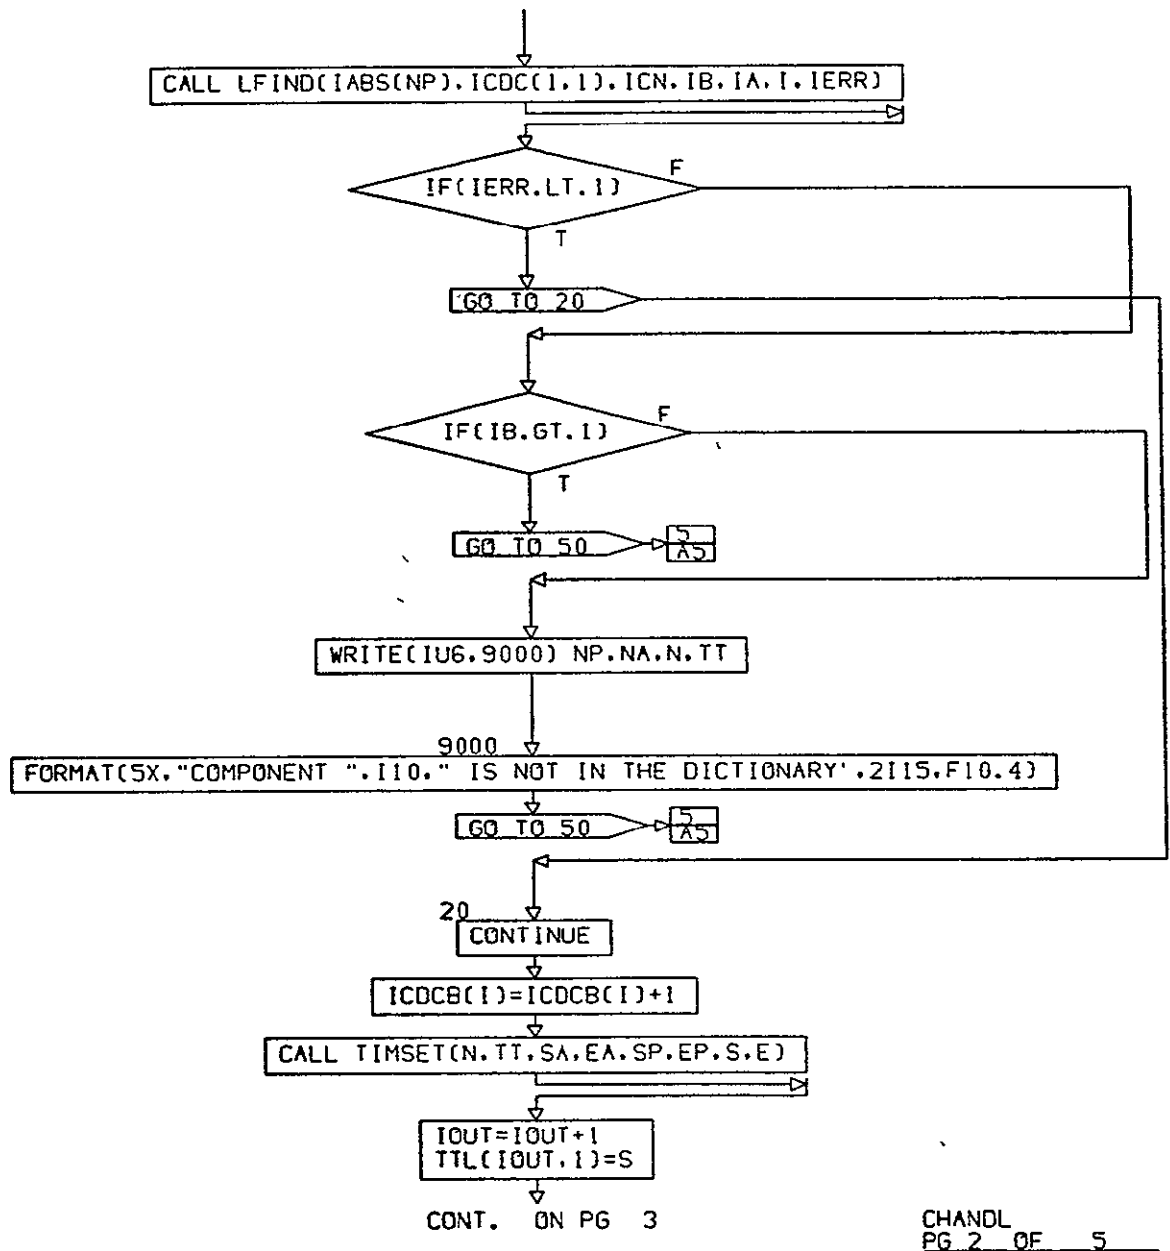 CALL LFIND(IABS(NP),ICDC(1,1),ICN,IB,IA,I,IERR)
IF(IERR.LT.1)
F
T
GO TO 20
IF(IB.GT.1)
F
T
GO TO 50
5
A5
WRITE(IU6,9000) NP,NA,N,TT
9000
FORMAT(5X,"COMPONENT ",I10," IS NOT IN THE DICTIONARY',2I15,F10.4)
GO TO 50
5
A5
20
CONTINUE
ICDCB(I)=ICDCB(I)+1
CALL TIMSET(N,TT,SA,EA,SP,EP,S,E)
IOUT=IOUT+1
TTL(IOUT,1)=S
CONT. ON PG 3
CHANDL
PG 2 OF 5